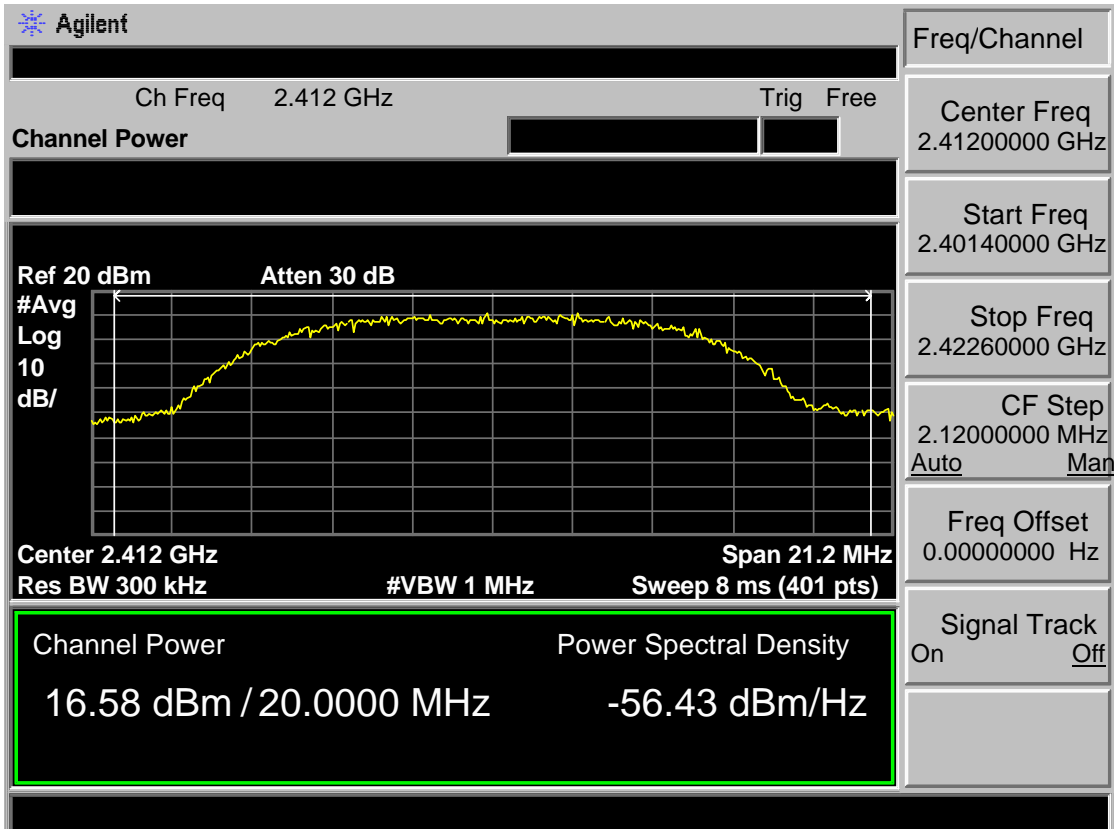 Agilent
Freq/Channel
Ch Freq 2.412 GHz Trig Free
Channel Power
Center Freq
2.41200000 GHz
Start Freq
2.40140000 GHz
Stop Freq
2.42260000 GHz
CF Step
2.12000000 MHz
Auto Man
Freq Offset
0.00000000 Hz
Signal Track
On Off
Ref 20 dBm Atten 30 dB
#Avg
Log
10
dB/
Center 2.412 GHz Span 21.2 MHz
Res BW 300 kHz #VBW 1 MHz Sweep 8 ms (401 pts)
Channel Power Power Spectral Density
16.58 dBm / 20.0000 MHz -56.43 dBm/Hz